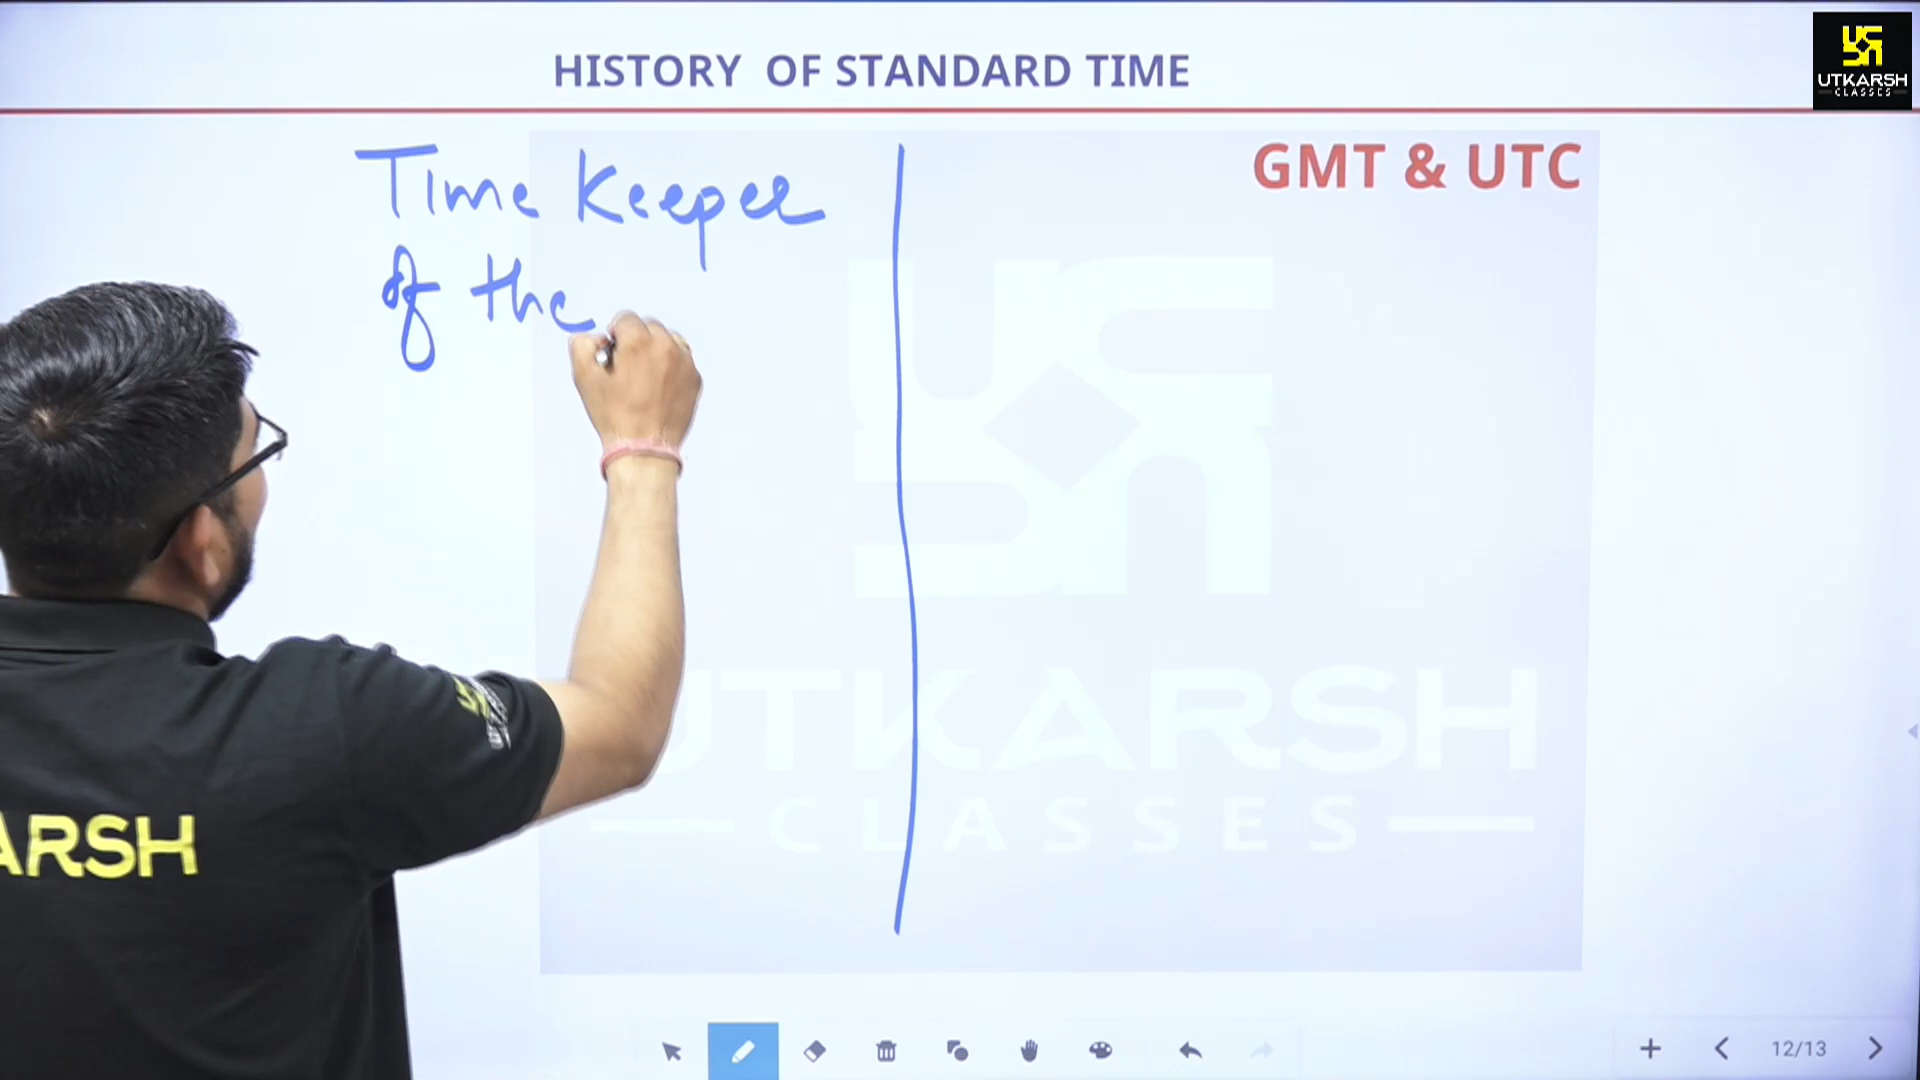 HISTORY OF STANDARD TIME
UTKARSH
CLASSES
GMT & UTC
Time Keeper
of the
UTKARSH
CLASSES
ARSH
12/13